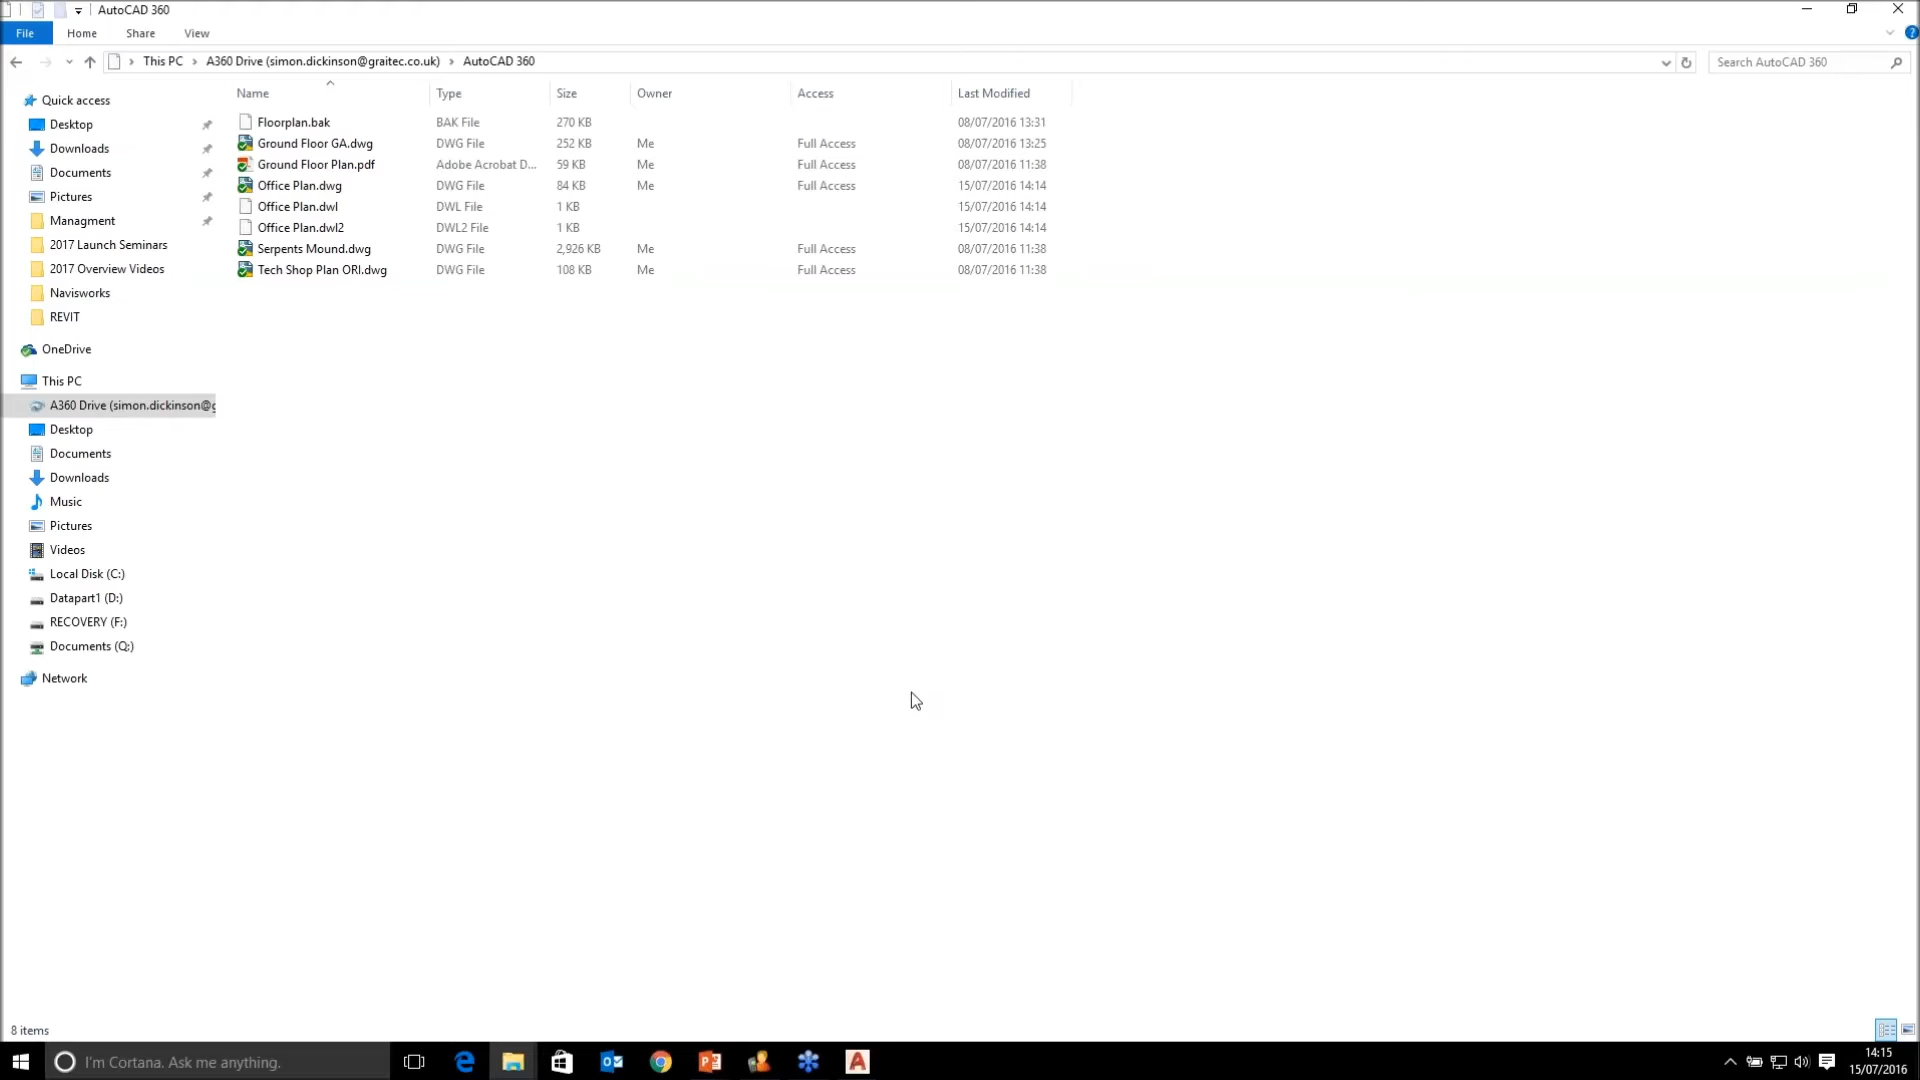 AutoCAD 360
File Home Share View
This PC A360 Drive (simon.dickinson@graitec.co.uk) AutoCAD 360
Search AutoCAD 360
Name Type Size Owner Access Last Modified
Floorplan.bak BAK File 270 KB 08/07/2016 13:31
Ground Floor GA.dwg DWG File 252 KB Me Full Access 08/07/2016 13:25
Ground Floor Plan.pdf Adobe Acrobat D... 59 KB Me Full Access 08/07/2016 11:38
Office Plan.dwg DWG File 84 KB Me Full Access 15/07/2016 14:14
Office Plan.dwl DWL File 1 KB 15/07/2016 14:14
Office Plan.dwl2 DWL2 File 1 KB 15/07/2016 14:14
Serpents Mound.dwg DWG File 2,926 KB Me Full Access 08/07/2016 11:38
Tech Shop Plan ORI.dwg DWG File 108 KB Me Full Access 08/07/2016 11:38
Quick access
Desktop
Downloads
Documents
Pictures
Managment
2017 Launch Seminars
2017 Overview Videos
Navisworks
REVIT
OneDrive
This PC
A360 Drive (simon.dickinson@g
Desktop
Documents
Downloads
Music
Pictures
Videos
Local Disk (C:)
Datapart1 (D:)
RECOVERY (F:)
Documents (Q:)
Network
8 items
I'm Cortana. Ask me anything.
14:15
15/07/2016